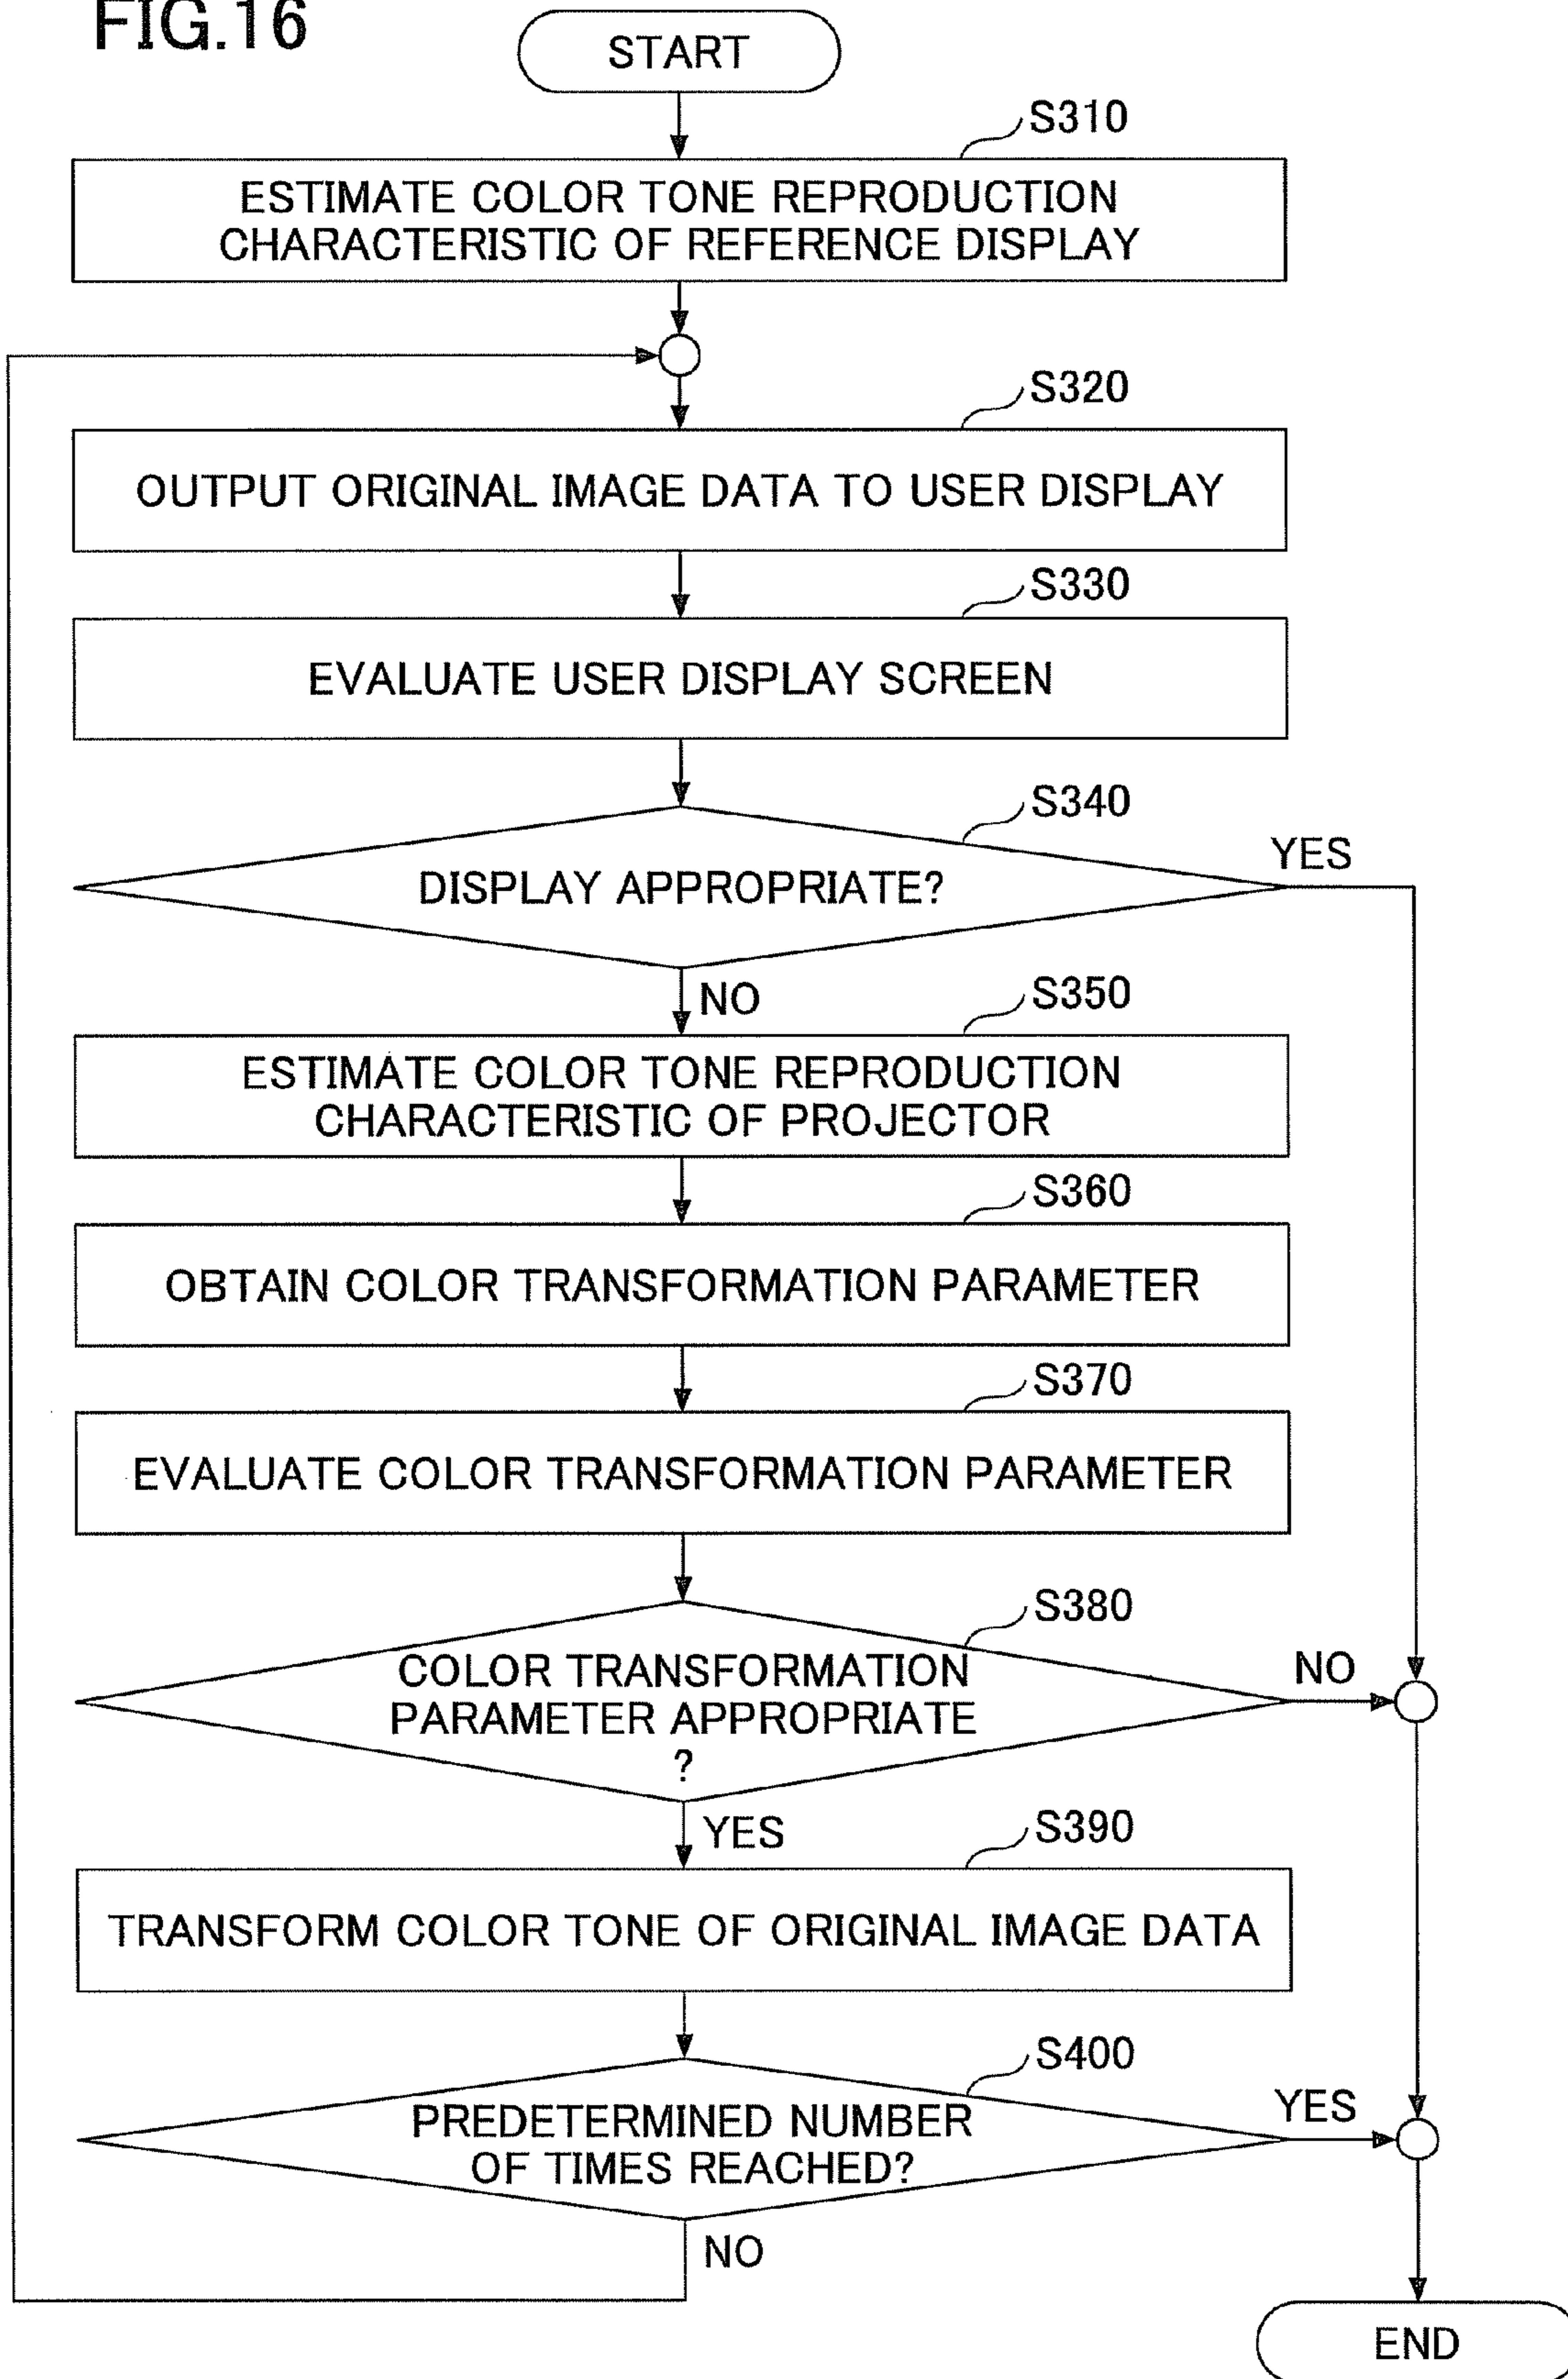 FIG.16
START
S310
ESTIMATE COLOR TONE REPRODUCTION
CHARACTERISTIC OF REFERENCE DISPLAY
S320
OUTPUT ORIGINAL IMAGE DATA TO USER DISPLAY
S330
EVALUATE USER DISPLAY SCREEN
S340
YES
DISPLAY APPROPRIATE?
NO
S350
ESTIMATE COLOR TONE REPRODUCTION
CHARACTERISTIC OF PROJECTOR
S360
OBTAIN COLOR TRANSFORMATION PARAMETER
S370
EVALUATE COLOR TRANSFORMATION PARAMETER
S380
NO
COLOR TRANSFORMATION
PARAMETER APPROPRIATE
?
YES
S390
TRANSFORM COLOR TONE OF ORIGINAL IMAGE DATA
S400
YES
PREDETERMINED NUMBER
OF TIMES REACHED?
NO
END